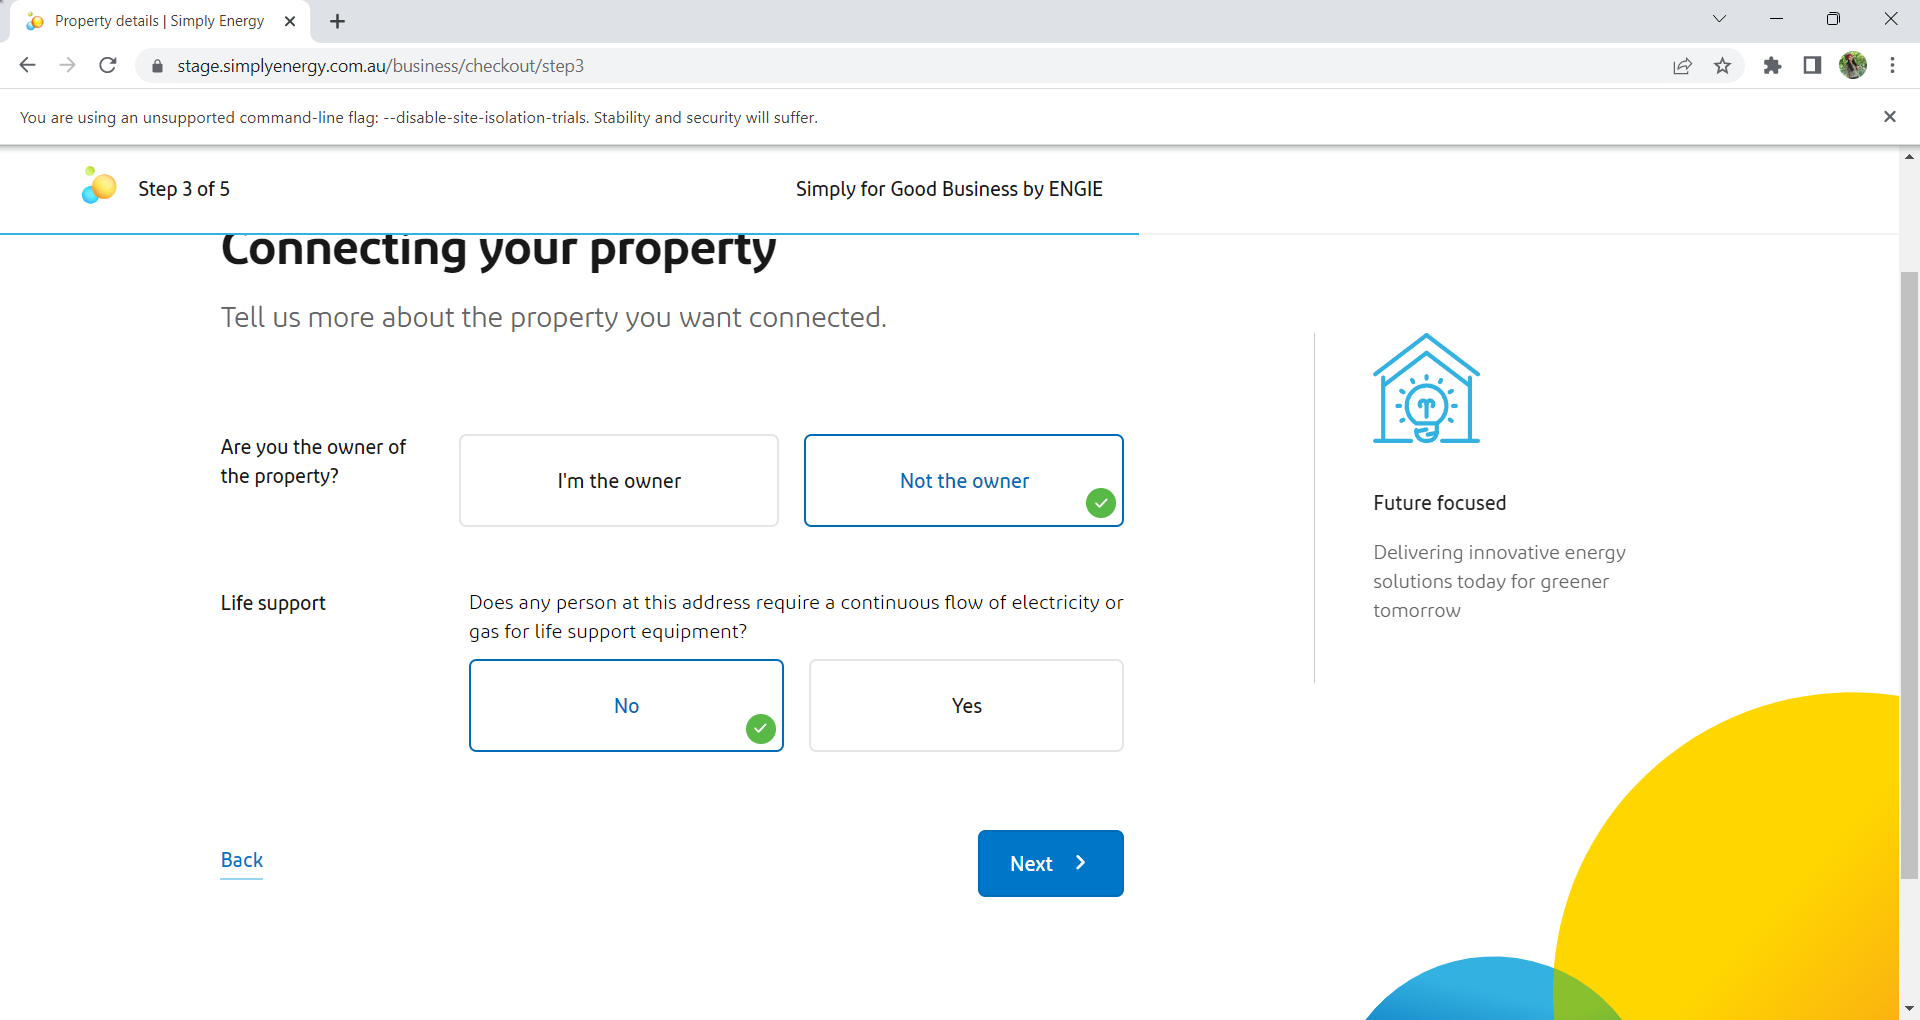 Property details | Simply Energy
stage.simplyenergy.com.au/business/checkout/step3
You are using an unsupported command-line flag: --disable-site-isolation-trials. Stability and security will suffer.
Step 3 of 5
Simply for Good Business by ENGIE
Connecting your property
Tell us more about the property you want connected.
Are you the owner of
the property?
I'm the owner
Not the owner
Life support
Does any person at this address require a continuous flow of electricity or
gas for life support equipment?
No
Yes
Back
Next
Future focused
Delivering innovative energy
solutions today for greener
tomorrow